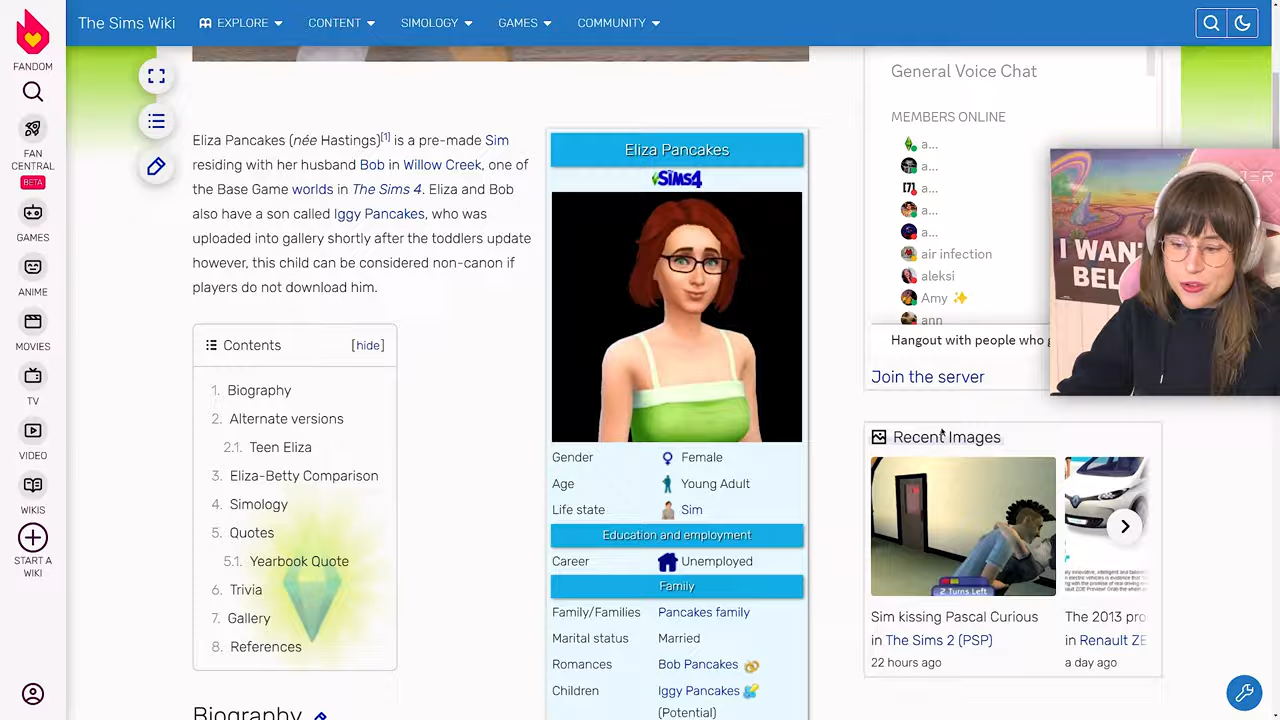 The Sims Wiki
EXPLORE
CONTENT
SIMOLOGY
GAMES
COMMUNITY
FANDOM
FAN
CENTRAL
BETA
GAMES
ANIME
MOVIES
TV
VIDEO
WIKIS
START A
WIKI
Eliza Pancakes (née Hastings)[1] is a pre-made Sim
residing with her husband Bob in Willow Creek, one of
the Base Game worlds in The Sims 4. Eliza and Bob
also have a son called Iggy Pancakes, who was
uploaded into gallery shortly after the toddlers update
however, this child can be considered non-canon if
players do not download him.
Contents [hide]
1. Biography
2. Alternate versions
2.1. Teen Eliza
3. Eliza-Betty Comparison
4. Simology
5. Quotes
5.1. Yearbook Quote
6. Trivia
7. Gallery
8. References
Biography
Eliza Pancakes
The SIMS 4
Gender Female
Age Young Adult
Life state Sim
Education and employment
Career Unemployed
Family
Family/Families Pancakes family
Marital status Married
Romances Bob Pancakes
Children Iggy Pancakes
(Potential)
General Voice Chat
MEMBERS ONLINE
a...
a...
a...
a...
a...
air infection
aleksi
Amy ✨
ann
Hangout with people who
Join the server
Recent Images
2 Turns Left
Sim kissing Pascal Curious
in The Sims 2 (PSP)
22 hours ago
The 2013 pro
in Renault ZE
a day ago
I WAN
BEL